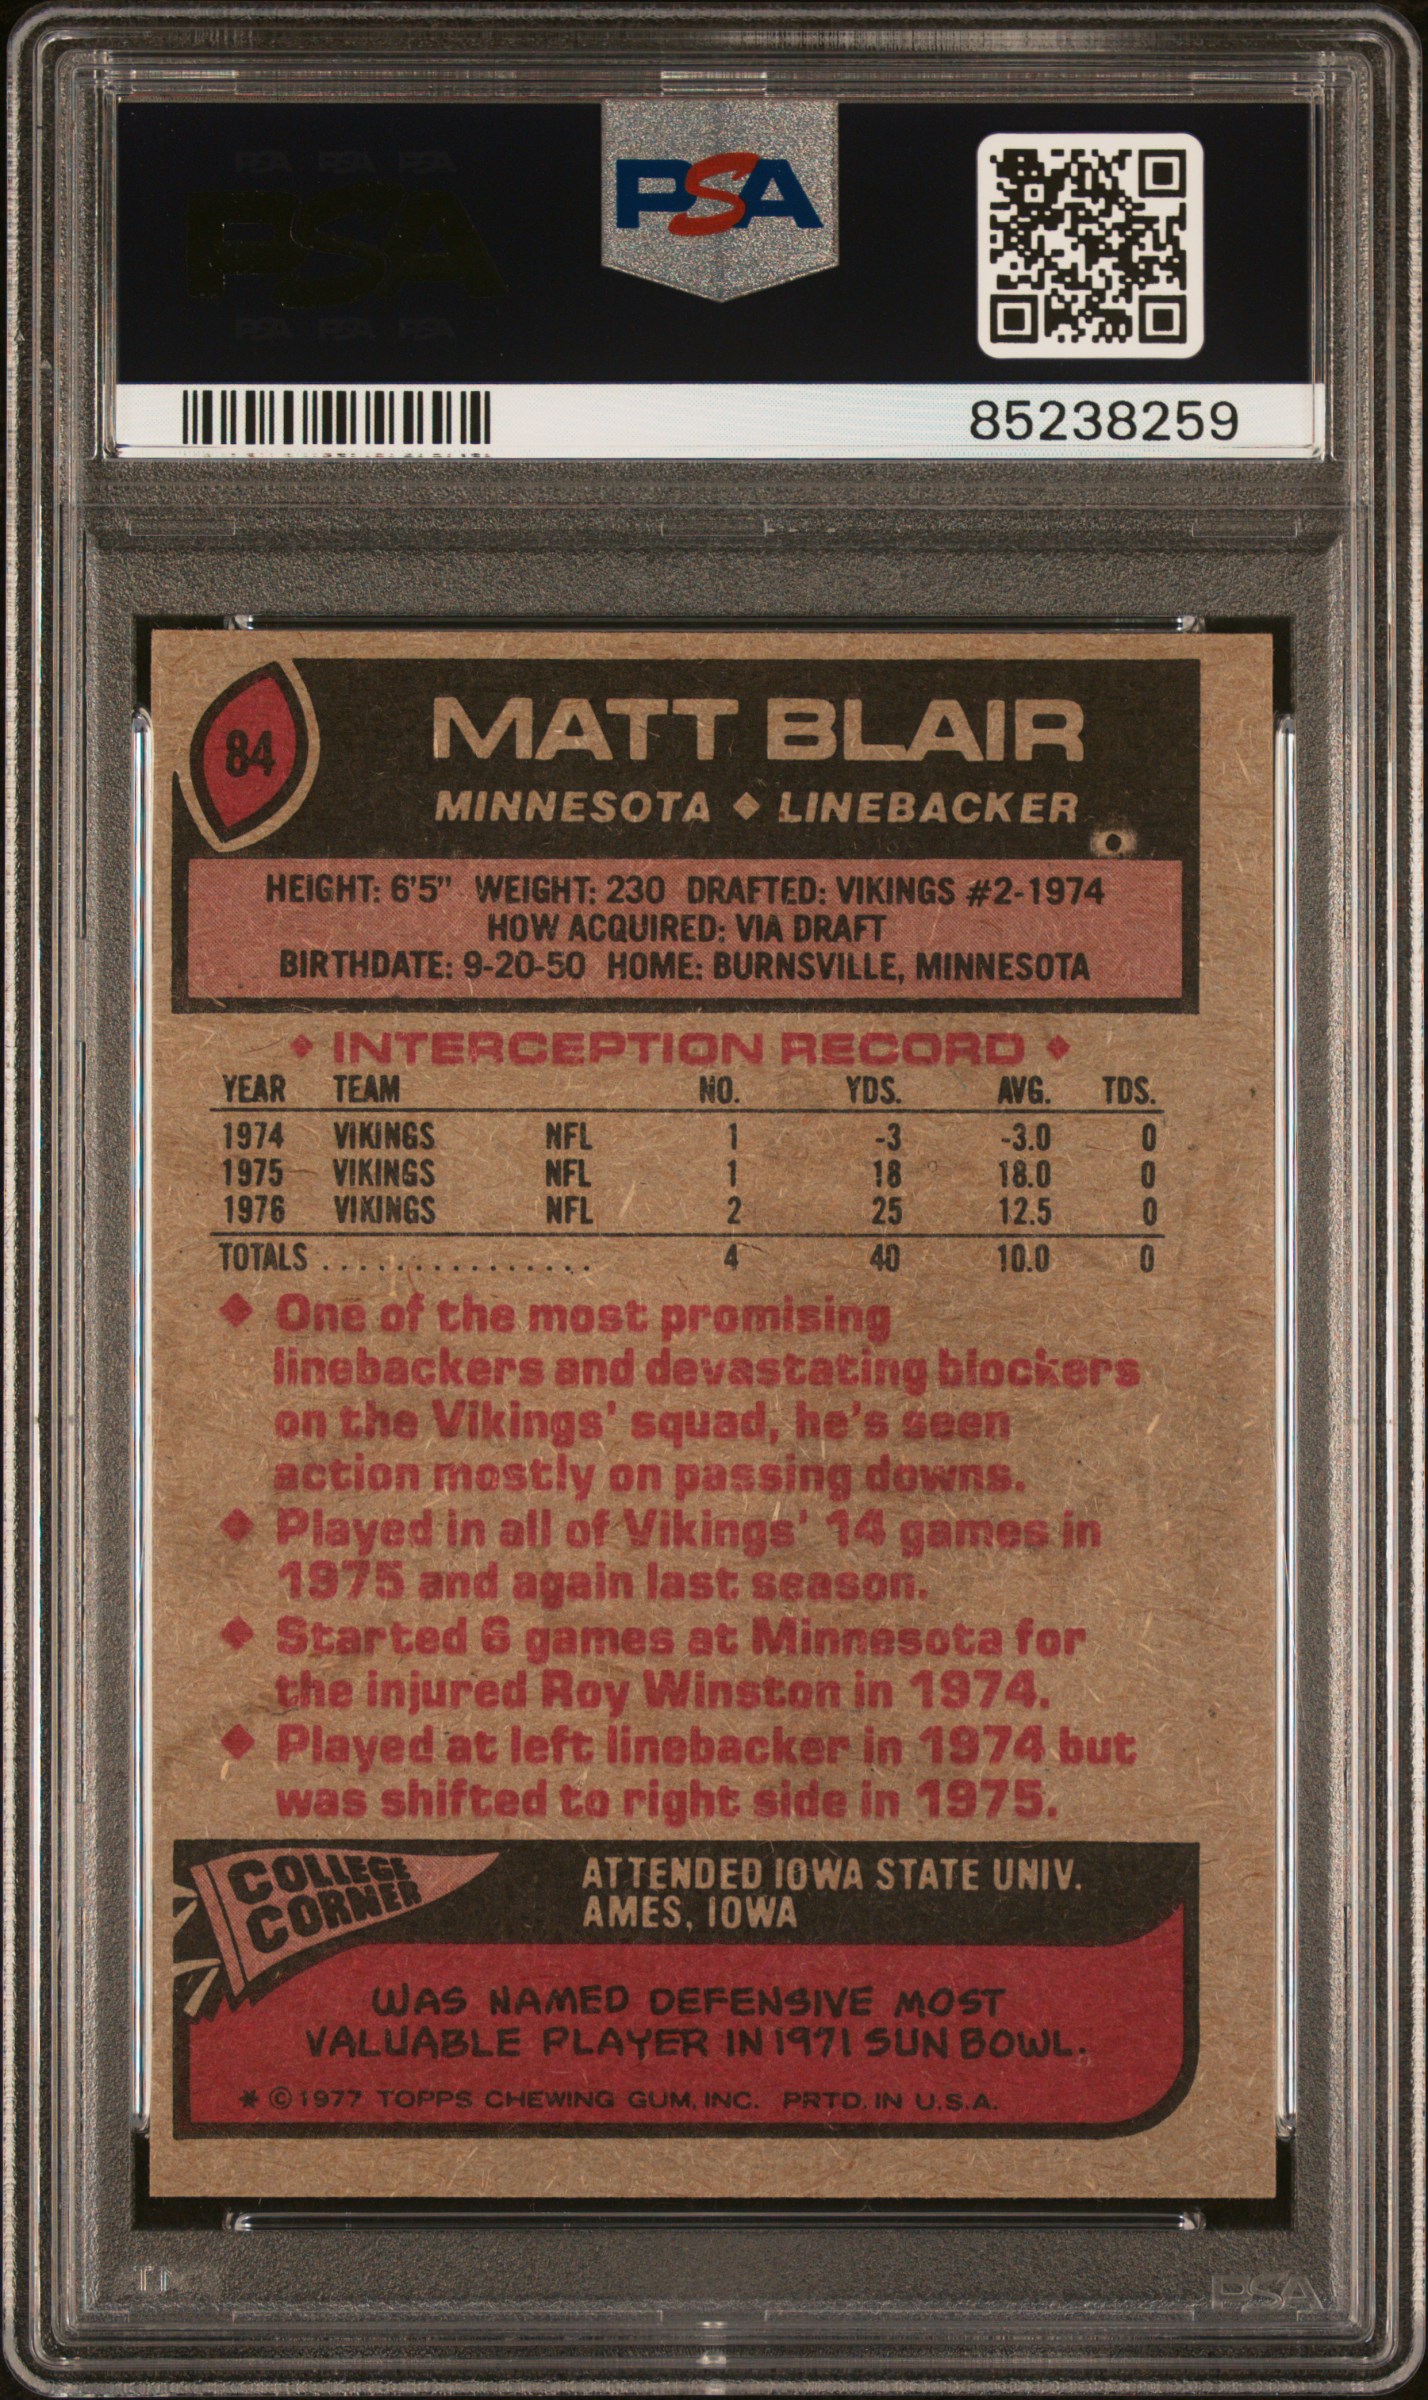 PSA PSA PSA
PSA
PSA PSA PSA
PSA
85238259
84
MATT BLAIR
MINNESOTA ◆ LINEBACKER
HEIGHT: 6'5" WEIGHT: 230 DRAFTED: VIKINGS #2-1974
HOW ACQUIRED: VIA DRAFT
BIRTHDATE: 9-20-50 HOME: BURNSVILLE, MINNESOTA
◆ INTERCEPTION RECORD ◆
YEAR TEAM NO. YDS. AVG. TDS.
1974 VIKINGS NFL 1 -3 -3.0 0
1975 VIKINGS NFL 1 18 18.0 0
1976 VIKINGS NFL 2 25 12.5 0
TOTALS ............... 4 40 10.0 0
◆ One of the most promising
linebackers and devastating blockers
on the Vikings' squad, he's seen
action mostly on passing downs.
◆ Played in all of Vikings' 14 games in
1975 and again last season.
◆ Started 6 games at Minnesota for
the injured Roy Winston in 1974.
◆ Played at left linebacker in 1974 but
was shifted to right side in 1975.
COLLEGE
CORNER
ATTENDED IOWA STATE UNIV.
AMES, IOWA
WAS NAMED DEFENSIVE MOST
VALUABLE PLAYER IN 1971 SUN BOWL.
* © 1977 TOPPS CHEWING GUM, INC. PRTD. IN U.S.A.
PSA